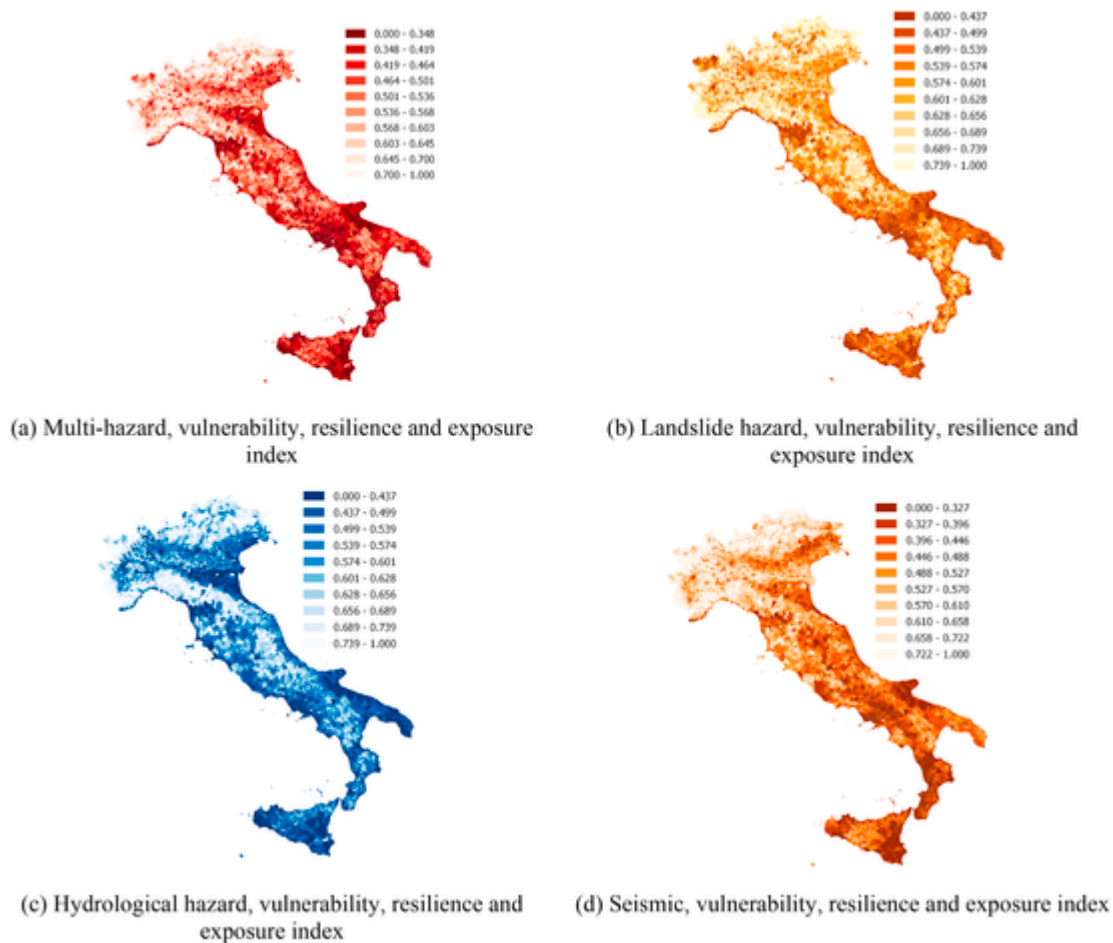 0.000 - 0.348
0.348 - 0.419
0.419 - 0.464
0.464 - 0.501
0.501 - 0.536
0.536 - 0.568
0.568 - 0.603
0.603 - 0.645
0.645 - 0.700
0.700 - 1.000
(a) Multi-hazard, vulnerability, resilience and exposure
index
0.000 - 0.437
0.437 - 0.499
0.499 - 0.539
0.539 - 0.574
0.574 - 0.601
0.601 - 0.628
0.628 - 0.656
0.656 - 0.689
0.689 - 0.739
0.739 - 1.000
(b) Landslide hazard, vulnerability, resilience and
exposure index
0.000 - 0.437
0.437 - 0.499
0.499 - 0.539
0.539 - 0.574
0.574 - 0.601
0.601 - 0.628
0.628 - 0.656
0.656 - 0.689
0.689 - 0.739
0.739 - 1.000
(c) Hydrological hazard, vulnerability, resilience and
exposure index
0.000 - 0.327
0.327 - 0.396
0.396 - 0.446
0.446 - 0.488
0.488 - 0.527
0.527 - 0.570
0.570 - 0.610
0.610 - 0.658
0.658 - 0.722
0.722 - 1.000
(d) Seismic, vulnerability, resilience and exposure index